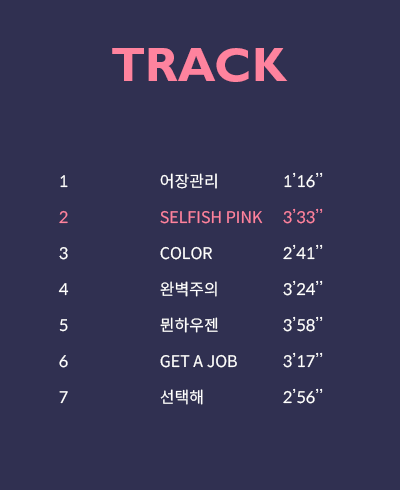 TRACK
1 어장관리 1’16’’
2 SELFISH PINK 3’33’’
3 COLOR 2’41’’
4 완벽주의 3’24’’
5 뮌하우젠 3’58’’
6 GET A JOB 3’17’’
7 선택해 2’56’’